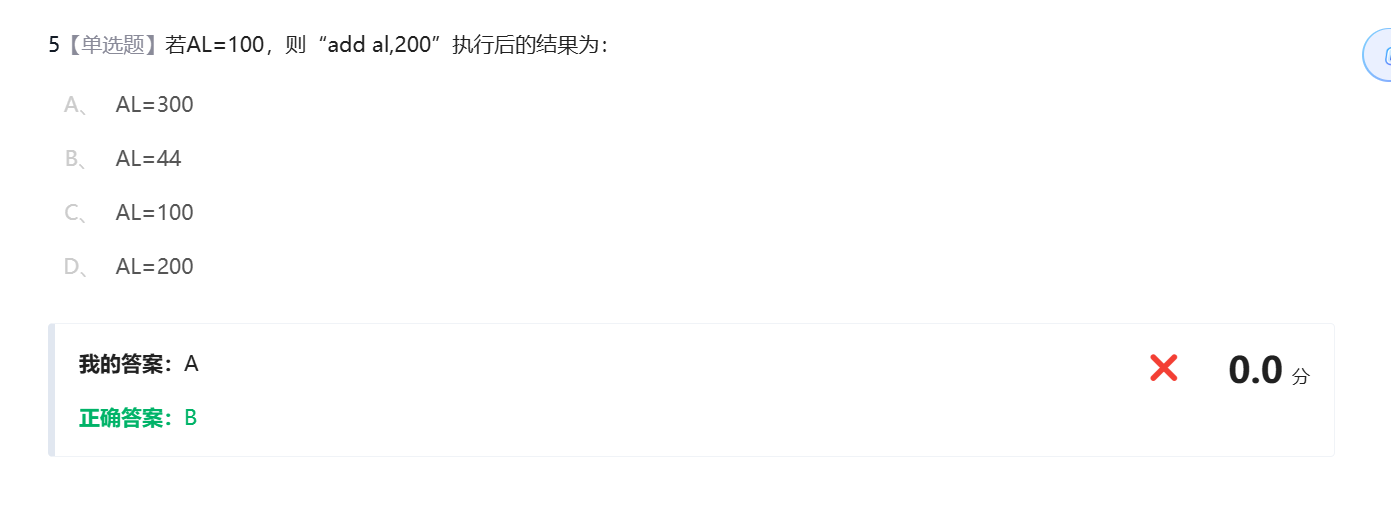 5【单选题】若AL=100，则“add al,200”执行后的结果为：
A、 AL=300
B、 AL=44
C、 AL=100
D、 AL=200
我的答案：A
0.0 分
正确答案：B